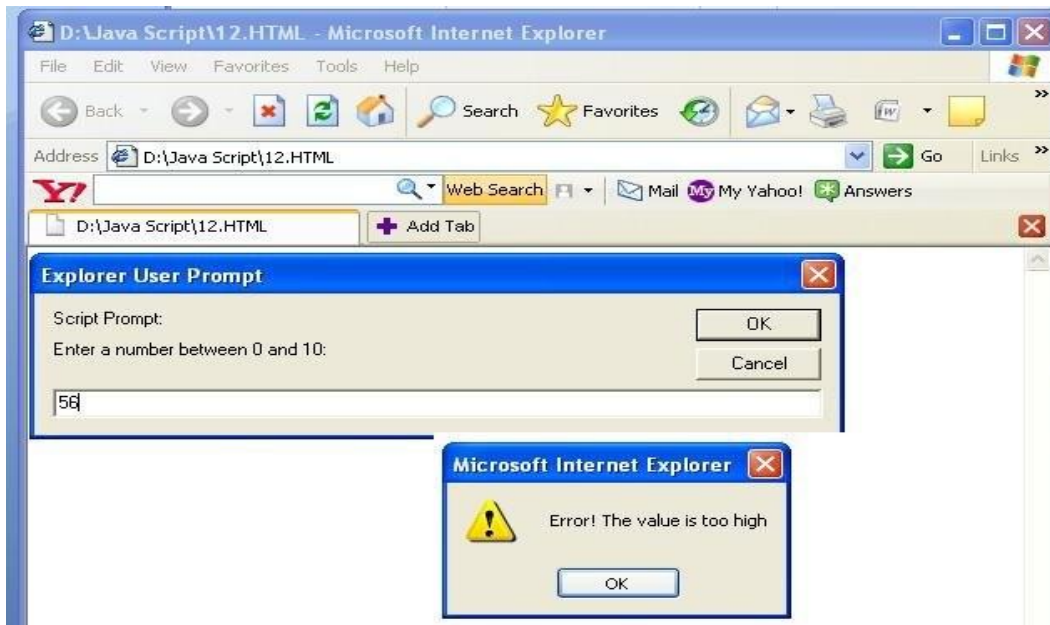 D:\Java Script\12.HTML - Microsoft Internet Explorer
File Edit View Favorites Tools Help
Back Search Favorites »
Address D:\Java Script\12.HTML Go Links »
Y! Web Search Mail My My Yahoo! Answers
D:\Java Script\12.HTML Add Tab
Explorer User Prompt
Script Prompt: OK
Enter a number between 0 and 10:
Cancel
56
Microsoft Internet Explorer
Error! The value is too high
OK